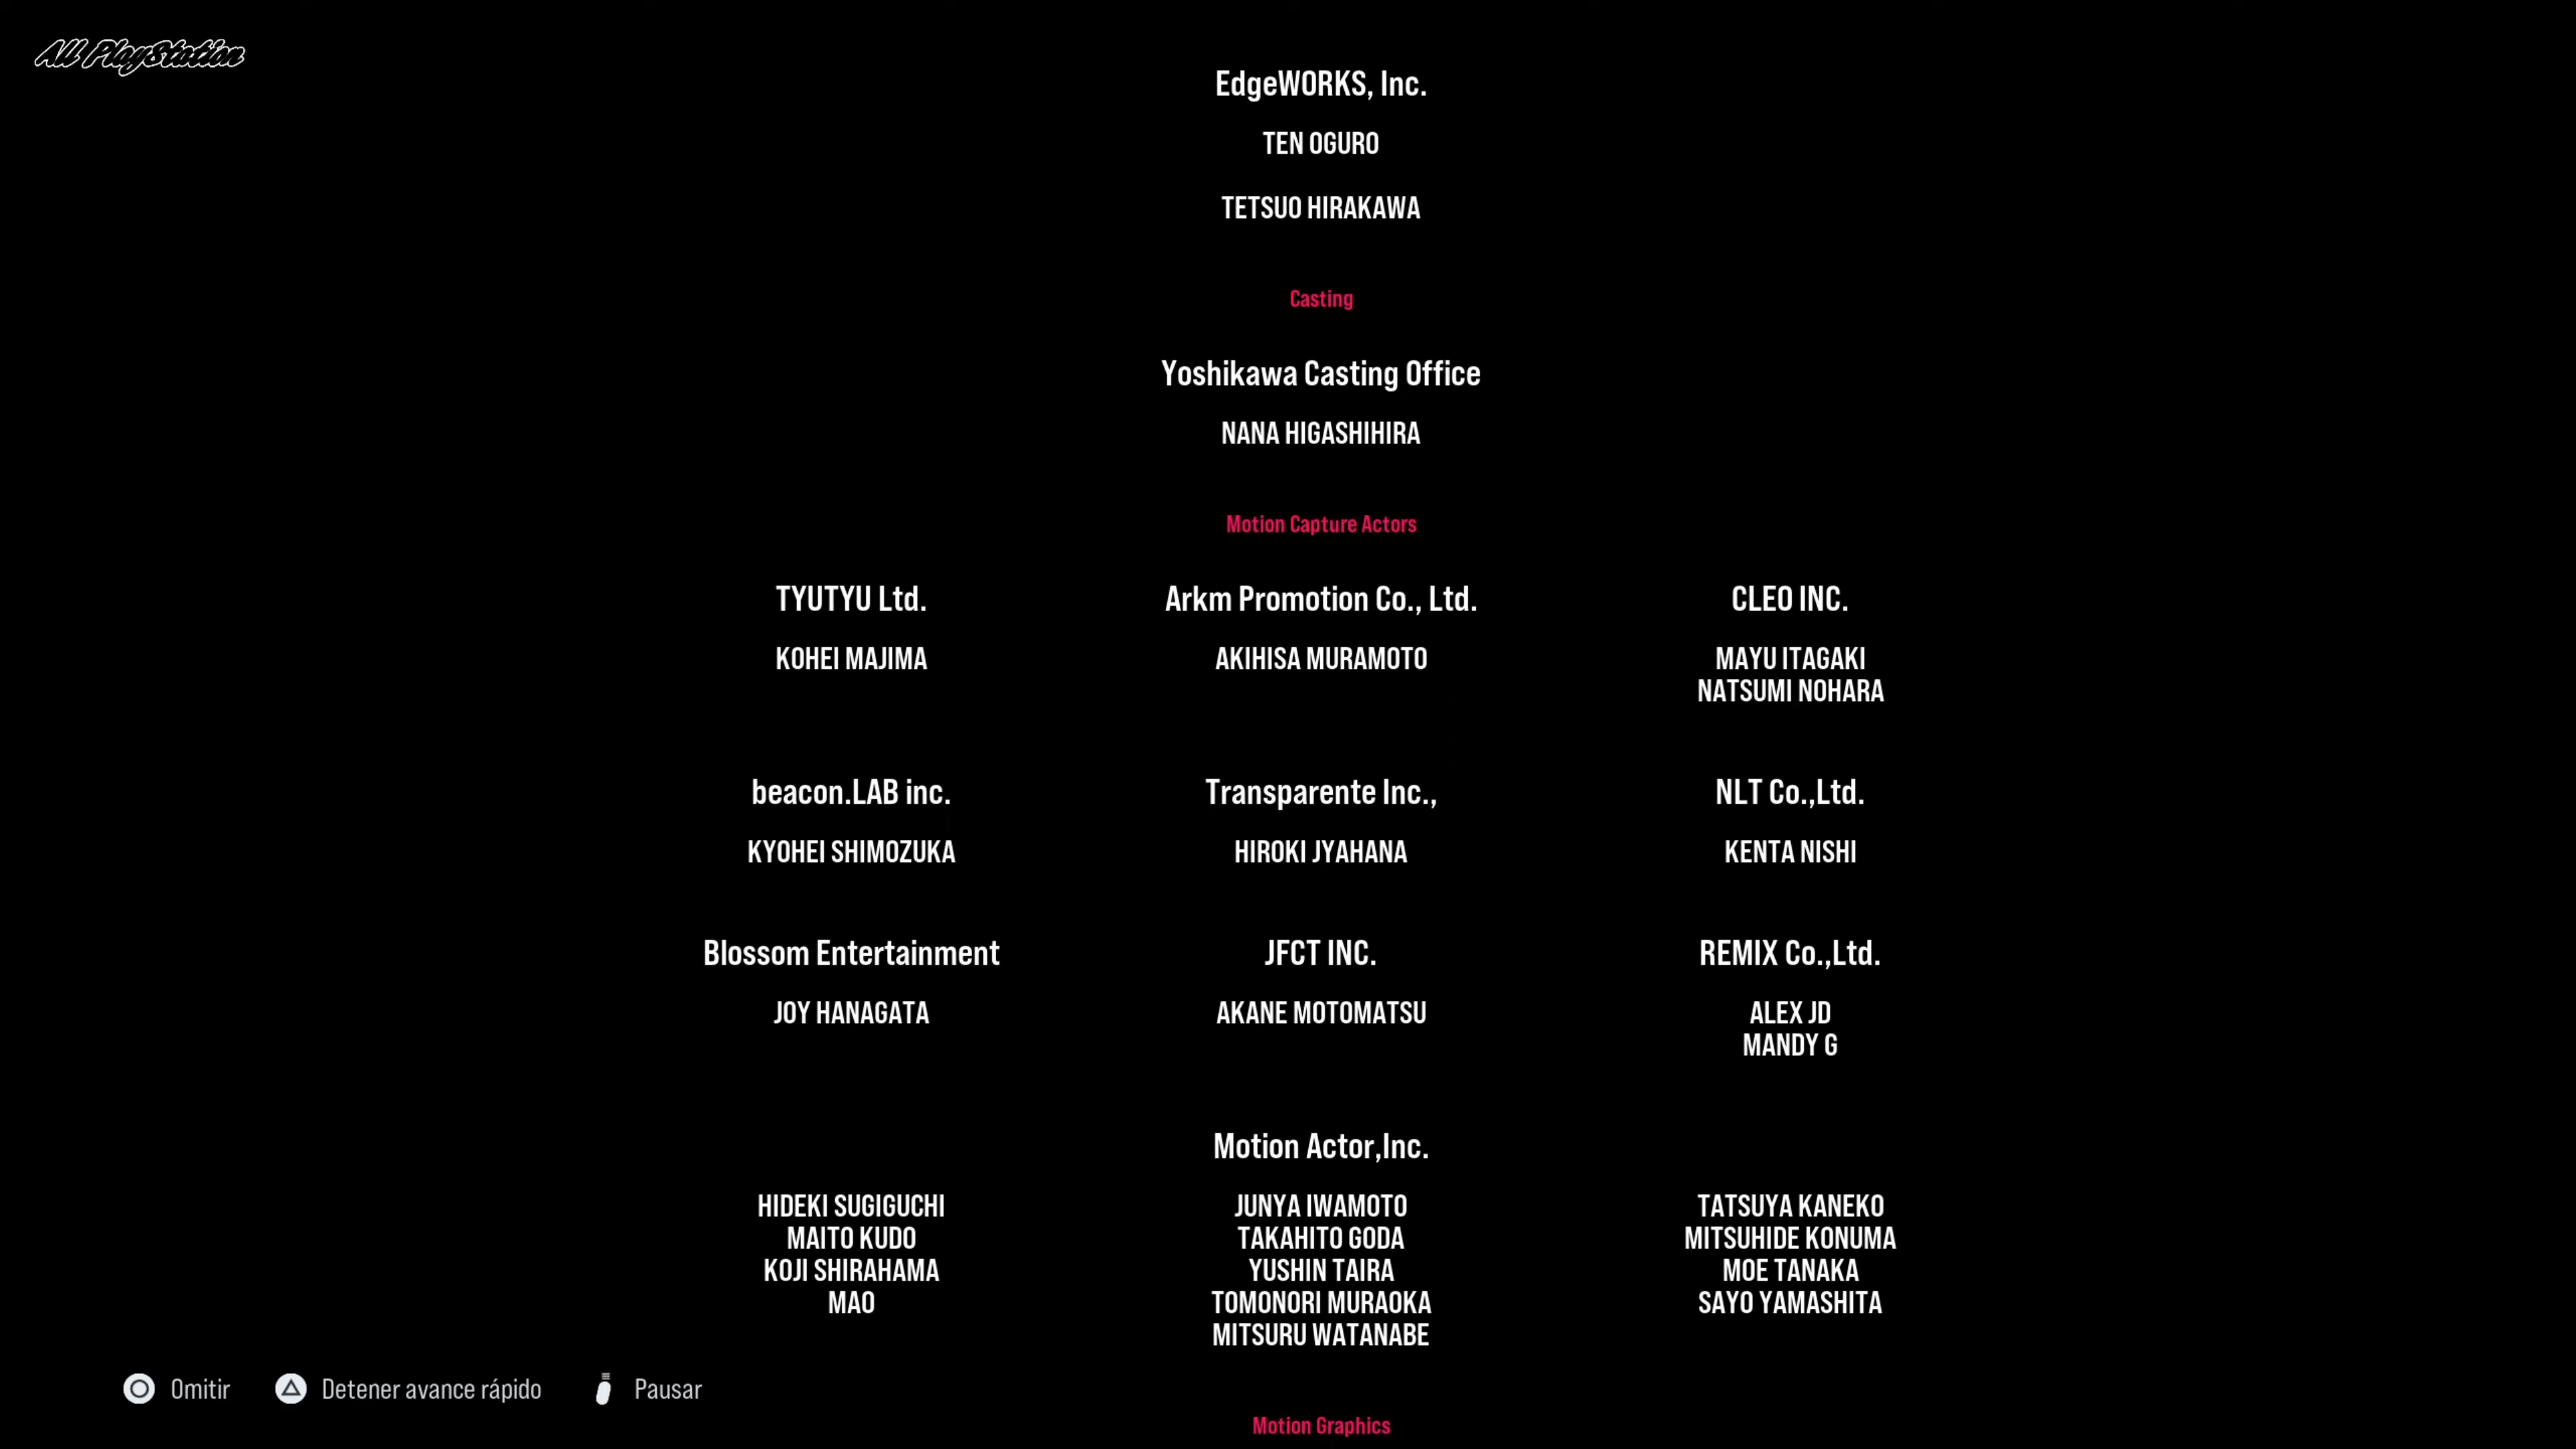 All PlayStation
EdgeWORKS, Inc.
TEN OGURO
TETSUO HIRAKAWA
Casting
Yoshikawa Casting Office
NANA HIGASHIHIRA
Motion Capture Actors
TYUTYU Ltd.
KOHEI MAJIMA
Arkm Promotion Co., Ltd.
AKIHISA MURAMOTO
CLEO INC.
MAYU ITAGAKI
NATSUMI NOHARA
beacon.LAB inc.
KYOHEI SHIMOZUKA
Transparente Inc.,
HIROKI JYAHANA
NLT Co.,Ltd.
KENTA NISHI
Blossom Entertainment
JOY HANAGATA
JFCT INC.
AKANE MOTOMATSU
REMIX Co.,Ltd.
ALEX JD
MANDY G
Motion Actor,Inc.
HIDEKI SUGIGUCHI
MAITO KUDO
KOJI SHIRAHAMA
MAO
JUNYA IWAMOTO
TAKAHITO GODA
YUSHIN TAIRA
TOMONORI MURAOKA
MITSURU WATANABE
TATSUYA KANEKO
MITSUHIDE KONUMA
MOE TANAKA
SAYO YAMASHITA
Omitir
Detener avance rápido
Pausar
Motion Graphics